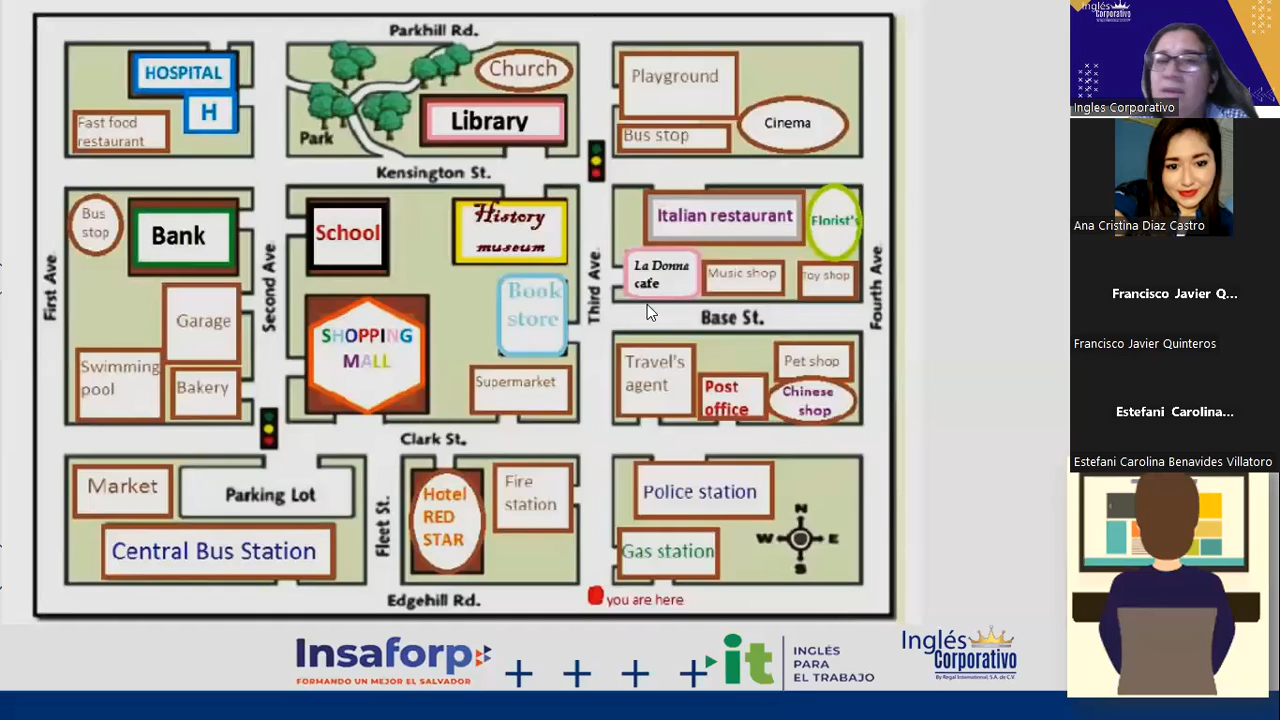 Parkhill Rd.
HOSPITAL
H
Fast food
restaurant
Park
Church
Library
Playground
Bus stop
Cinema
Kensington St.
Bus
stop
Bank
Garage
Swimming
pool
Bakery
School
History
museum
Book
store
SHOPPING
MALL
Supermarket
Italian restaurant
Florist's
La Donna
cafe
Music shop
Toy shop
First Ave.
Second Ave.
Third Ave.
Fourth Ave.
Base St.
Travel's
agent
Post
office
Pet shop
Chinese
shop
Clark St.
Market
Parking Lot
Central Bus Station
Fleet St.
Hotel
RED
STAR
Fire
station
Police station
Gas station
N
W E
S
Edgehill Rd.
you are here
Insaforp
FORMANDO UN MEJOR EL SALVADOR
it
INGLÉS
PARA
EL TRABAJO
Inglés
Corporativo
By Regal International, S.A. de C.V.
Inglés
Corporativo
Ingles Corporativo
Ana Cristina Diaz Castro
Francisco Javier Q...
Francisco Javier Quinteros
Estefani Carolina...
Estefani Carolina Benavides Villatoro